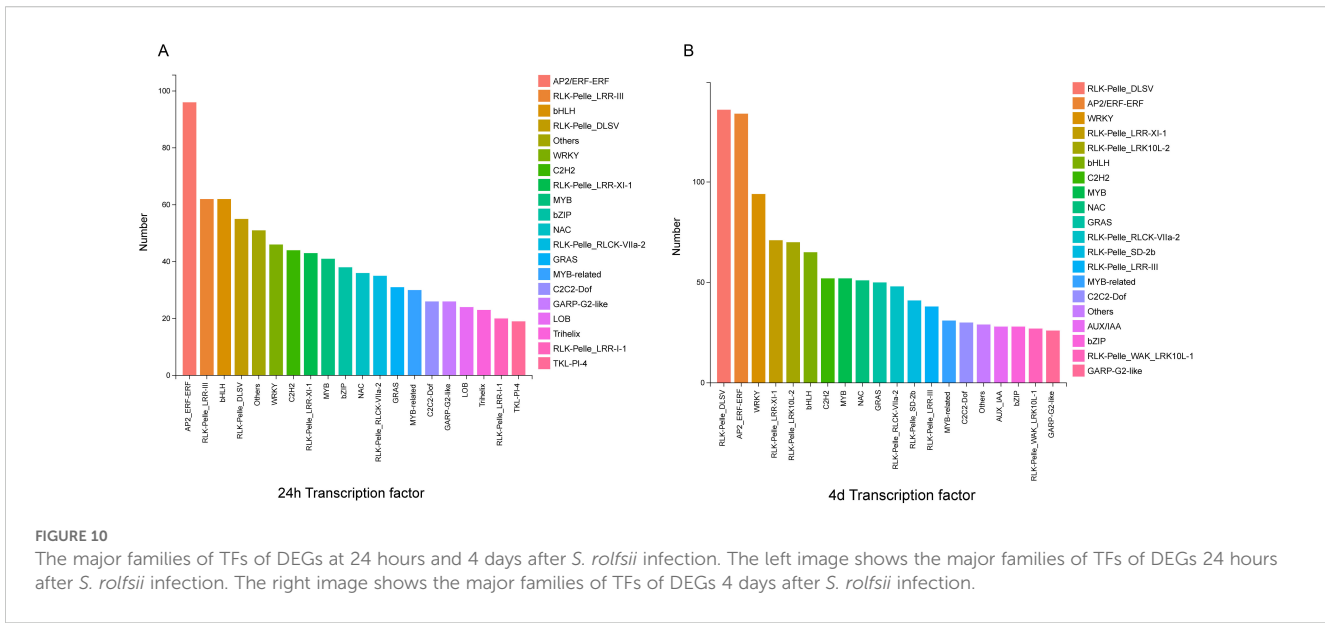 A
Number
100
80
60
40
20
0
AP2_ERF-ERF
RLK-Pelle_LRR-III
bHLH
RLK-Pelle_DLSV
Others
WRKY
C2H2
RLK-Pelle_LRR-XI-1
MYB
bZIP
NAC
RLK-Pelle_RLCK-VIIa-2
GRAS
MYB-related
C2C2-Dof
GARP-G2-like
LOB
Trihelix
RLK-Pelle_LRR-I-1
TKL-Pl-4
24h Transcription factor
AP2/ERF-ERF
RLK-Pelle_LRR-III
bHLH
RLK-Pelle_DLSV
Others
WRKY
C2H2
RLK-Pelle_LRR-XI-1
MYB
bZIP
NAC
RLK-Pelle_RLCK-VIIa-2
GRAS
MYB-related
C2C2-Dof
GARP-G2-like
LOB
Trihelix
RLK-Pelle_LRR-I-1
TKL-Pl-4
B
Number
100
50
0
RLK-Pelle_DLSV
AP2_ERF-ERF
WRKY
RLK-Pelle_LRR-XI-1
RLK-Pelle_LRK10L-2
bHLH
C2H2
MYB
NAC
GRAS
RLK-Pelle_RLCK-VIIa-2
RLK-Pelle_SD-2b
RLK-Pelle_LRR-III
MYB-related
C2C2-Dof
Others
AUX_IAA
bZIP
RLK-Pelle_WAK_LRK10L-1
GARP-G2-like
4d Transcription factor
RLK-Pelle_DLSV
AP2/ERF-ERF
WRKY
RLK-Pelle_LRR-XI-1
RLK-Pelle_LRK10L-2
bHLH
C2H2
MYB
NAC
GRAS
RLK-Pelle_RLCK-VIIa-2
RLK-Pelle_SD-2b
RLK-Pelle_LRR-III
MYB-related
C2C2-Dof
Others
AUX/IAA
bZIP
RLK-Pelle_WAK_LRK10L-1
GARP-G2-like
FIGURE 10
The major families of TFs of DEGs at 24 hours and 4 days after S. rolfsii infection. The left image shows the major families of TFs of DEGs 24 hours
after S. rolfsii infection. The right image shows the major families of TFs of DEGs 4 days after S. rolfsii infection.